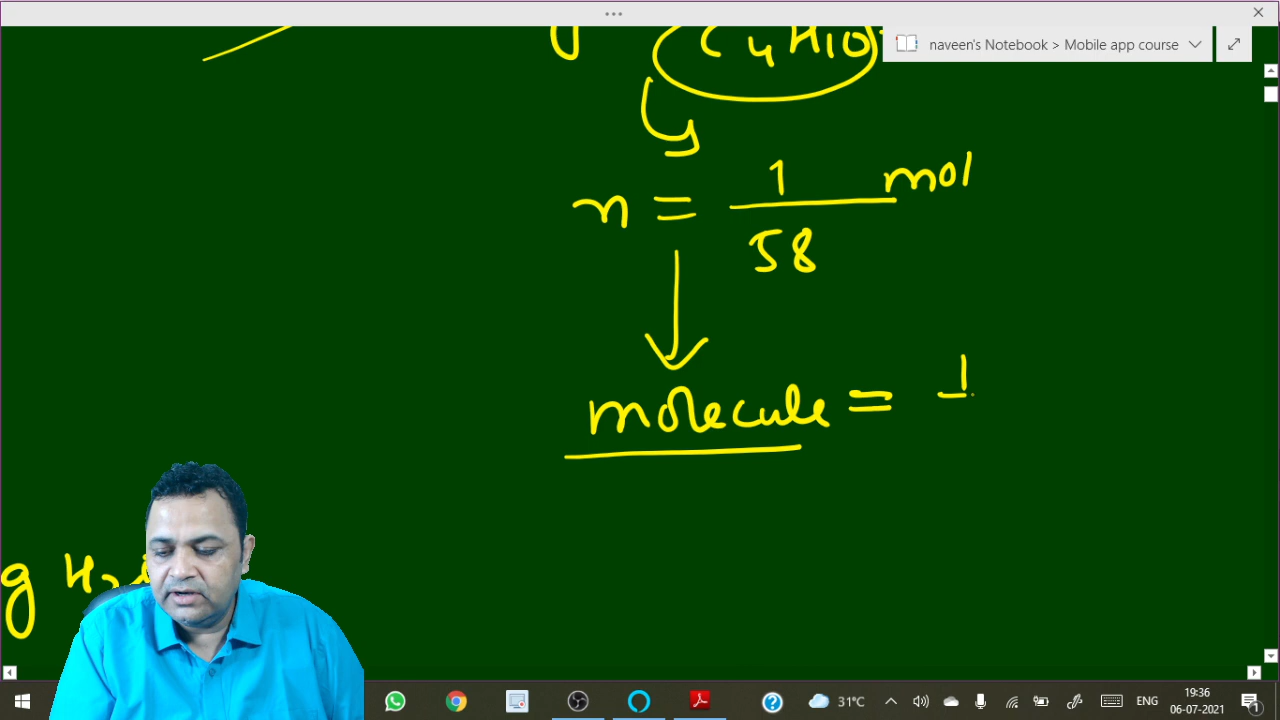 naveen's Notebook > Mobile app course
g C4H10
n = 1/58 mol
molecule = 1
g H2
31°C
ENG
19:36
06-07-2021
1